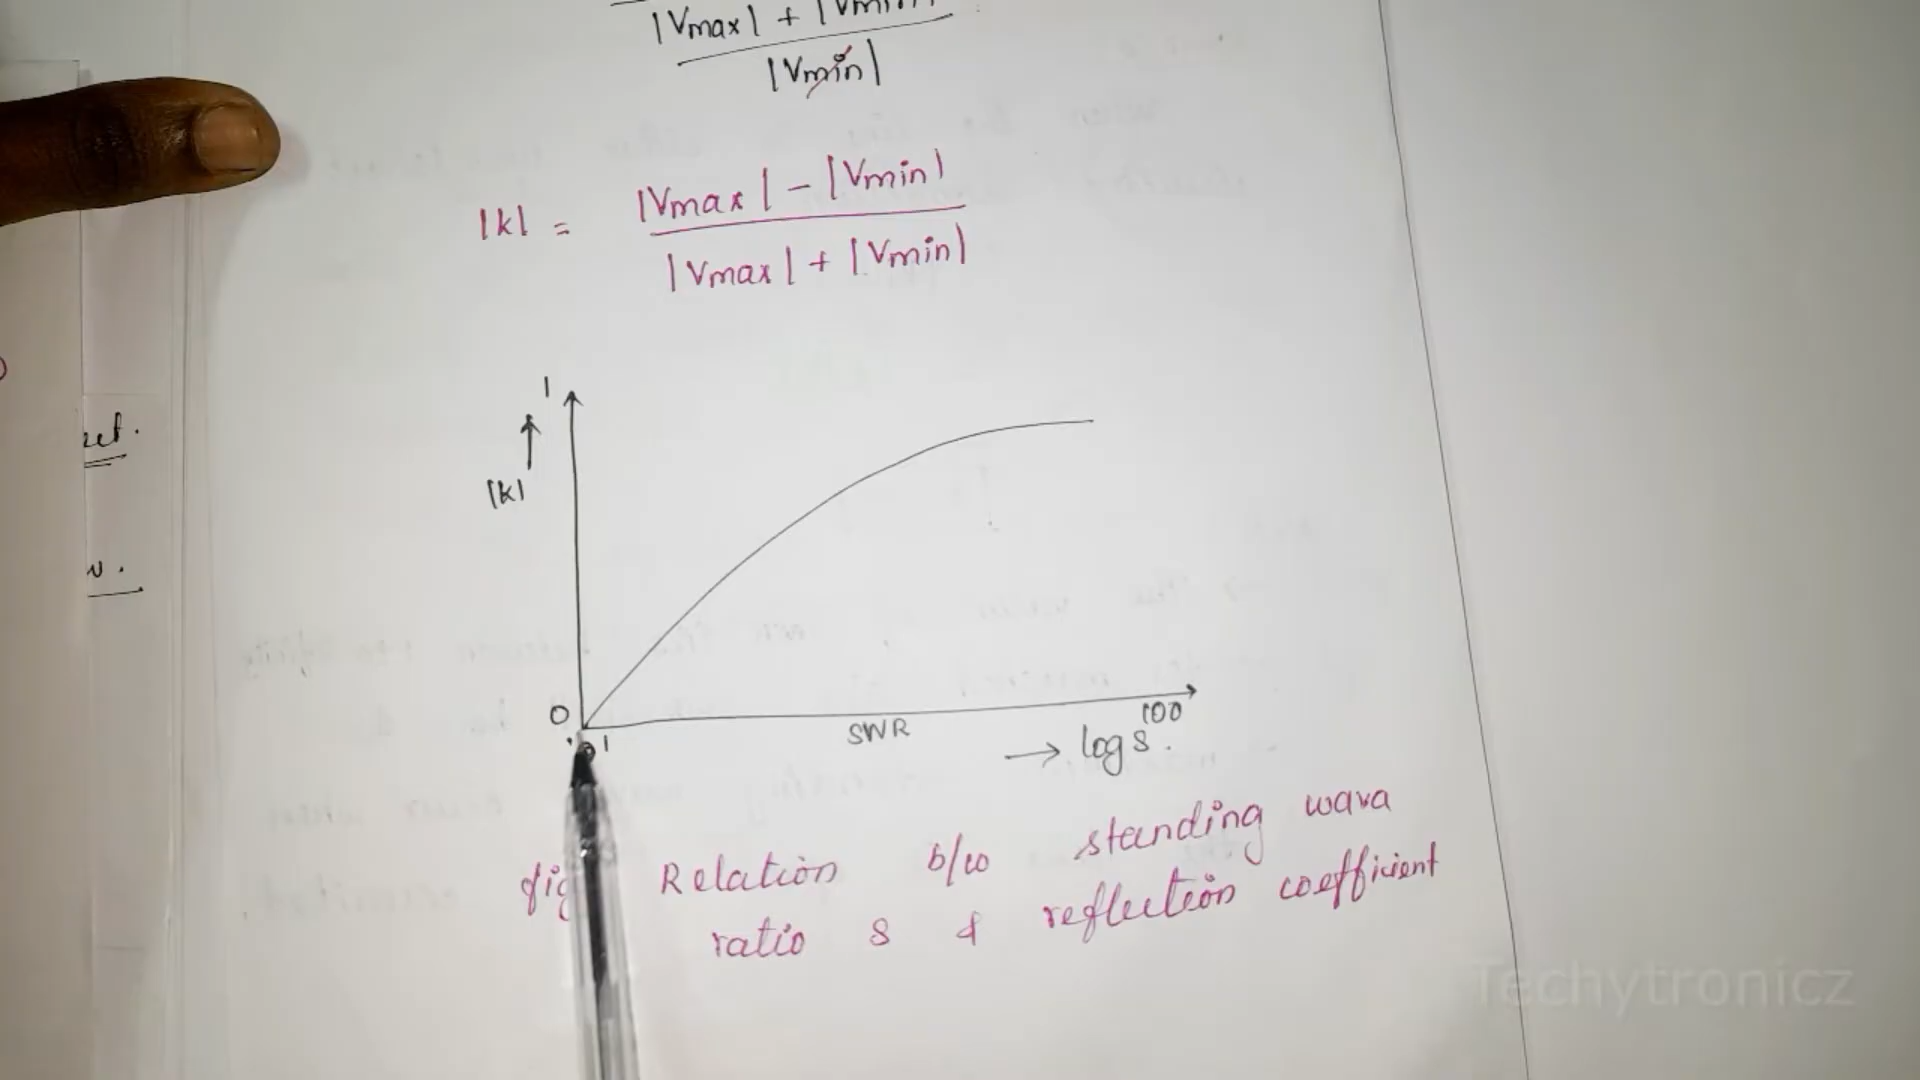 |Vmax| + |Vmin|
|Vmin|
|k| = |Vmax| - |Vmin|
|Vmax| + |Vmin|
1
|k|
0
1
SWR
100
→ log s.
fig Relation b/w standing wava
ratio s & reflection coefficient
Techytronicz